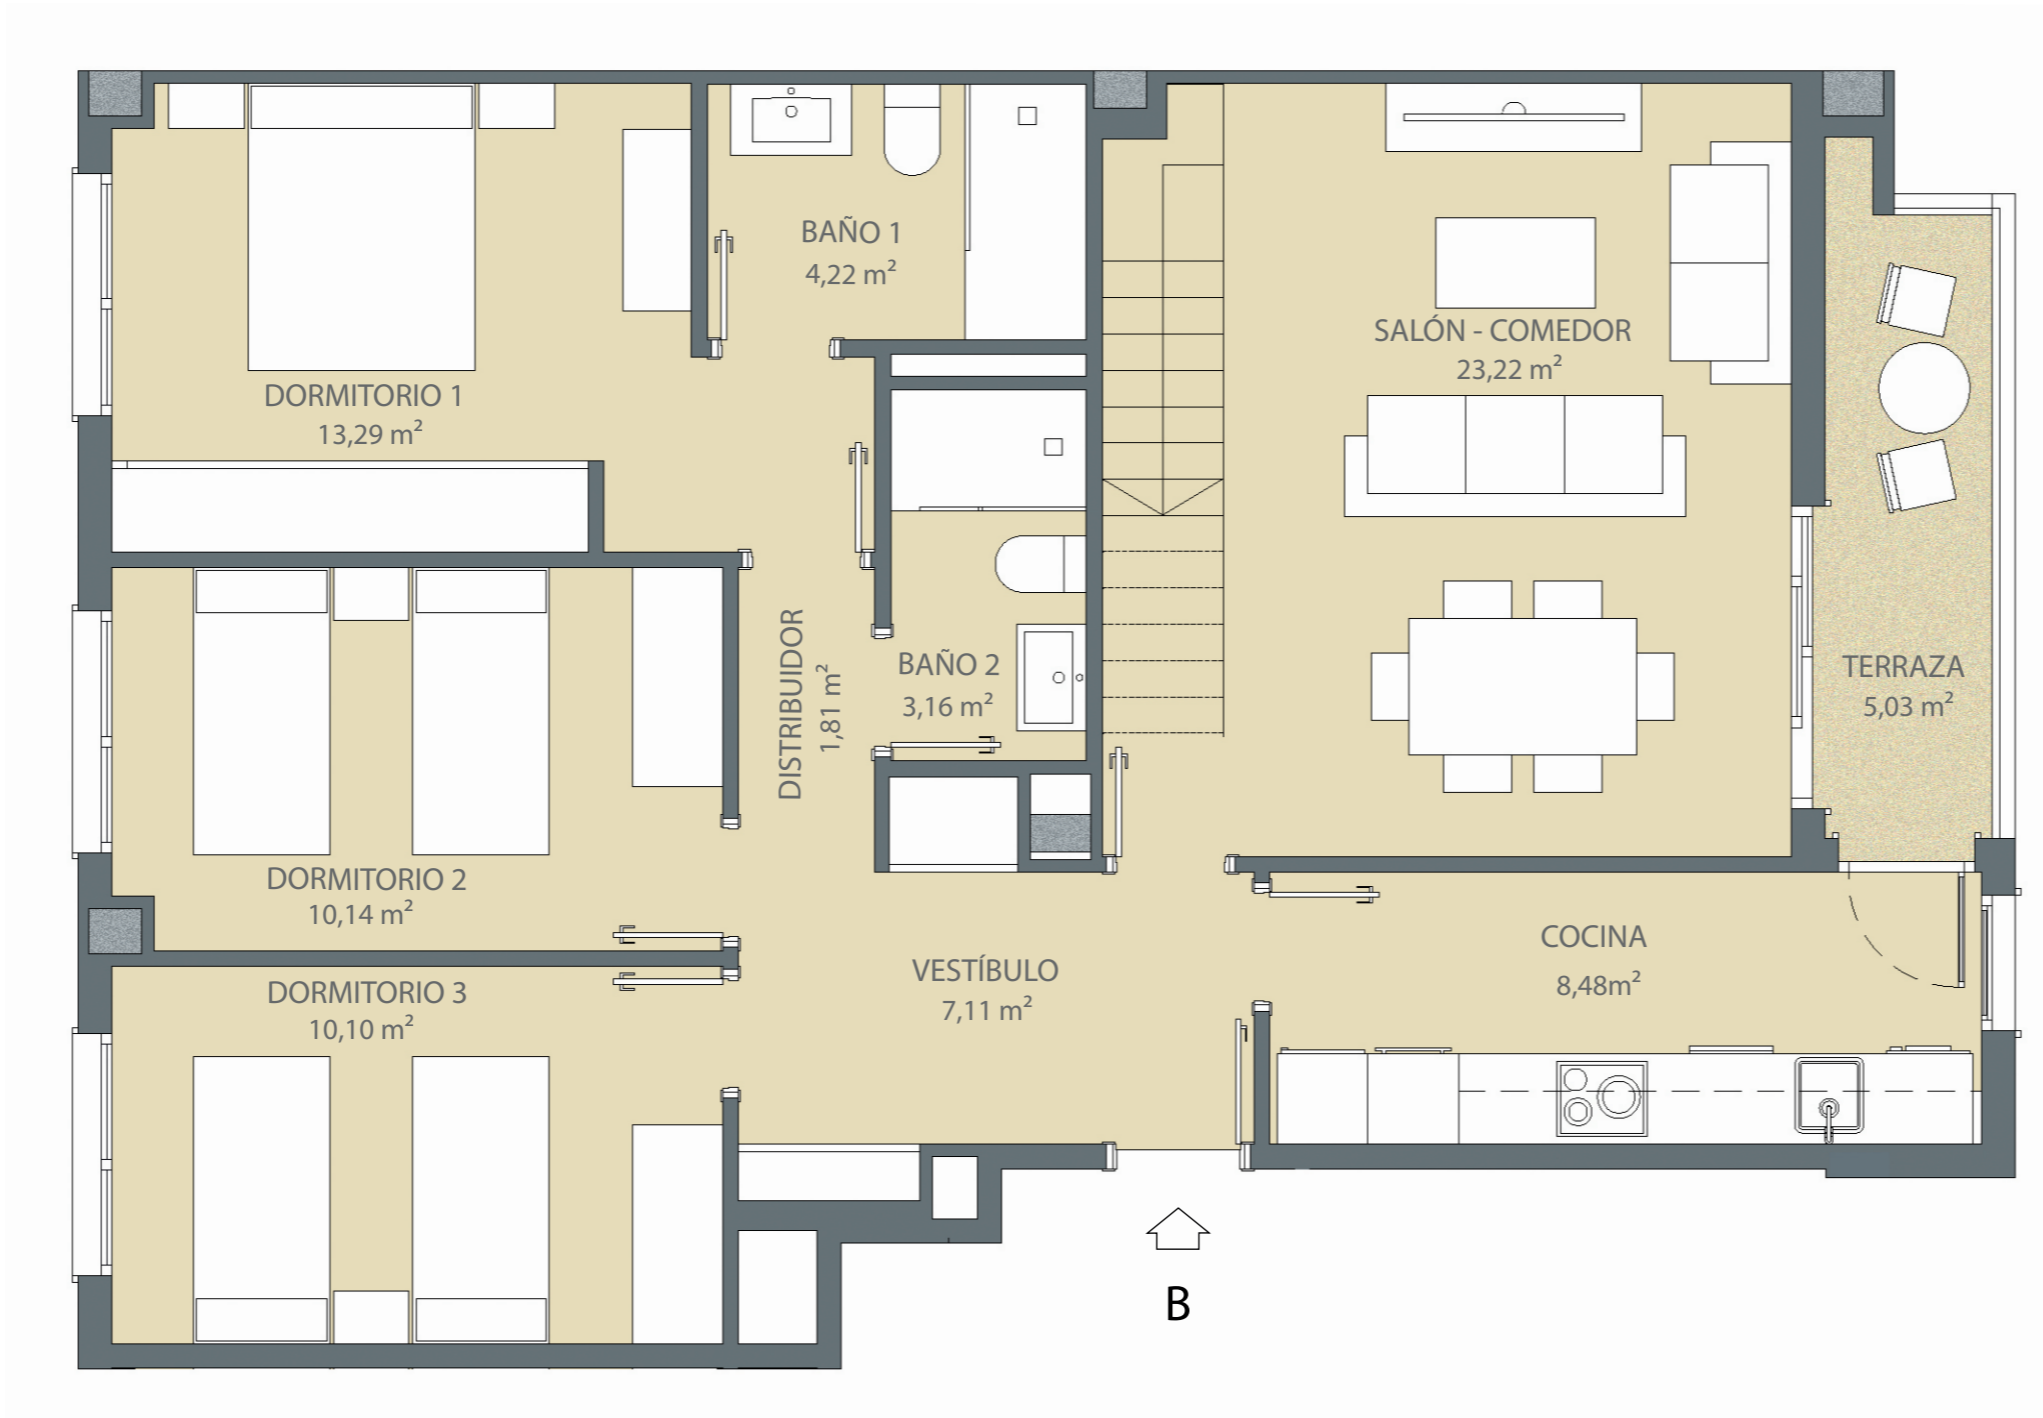 BAÑO 1
4,22 m²
SALÓN - COMEDOR
23,22 m²
DORMITORIO 1
13,29 m²
DISTRIBUIDOR
1,81 m²
BAÑO 2
3,16 m²
TERRAZA
5,03 m²
DORMITORIO 2
10,14 m²
COCINA
8,48m²
VESTÍBULO
7,11 m²
DORMITORIO 3
10,10 m²
B